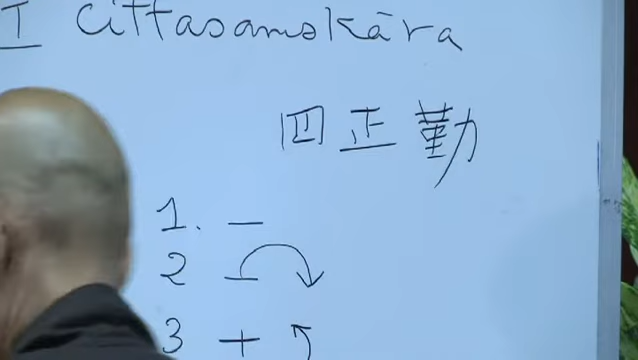 I cittasamskāra
四正勤
1. —
2 —
3 +